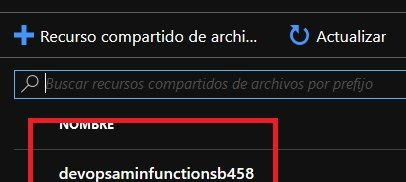 Recurso compartido de archi... Actualizar
Buscar recursos compartidos de archivos por prefijo
NOMBRE
devopsaminfunctionsb458